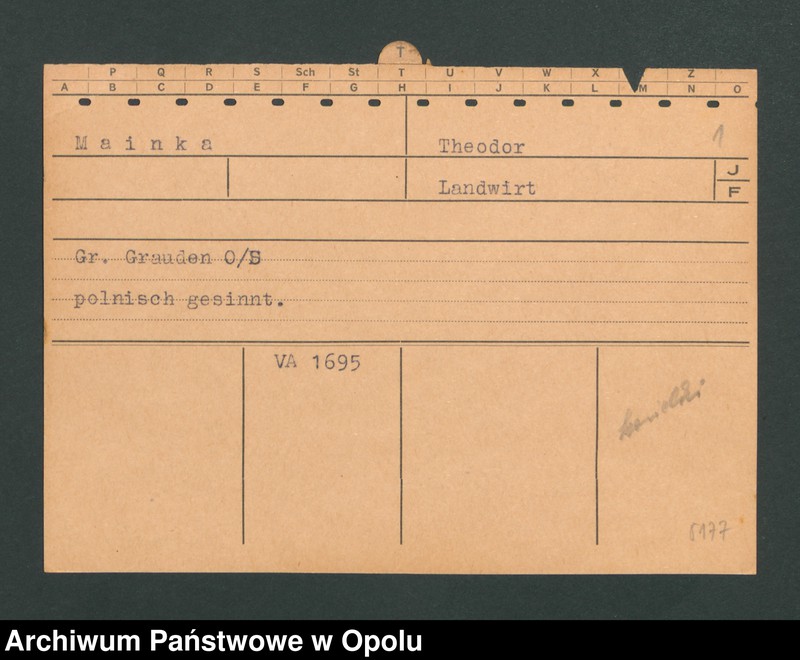 T
P Q R S Sch St T U V W X Z
A B C D E F G H I J K L M N O
Mainka Theodor 1
Landwirt J
F
Gr. Grauden O/S
polnisch gesinnt.
VA 1695
5177
Archiwum Państwowe w Opolu